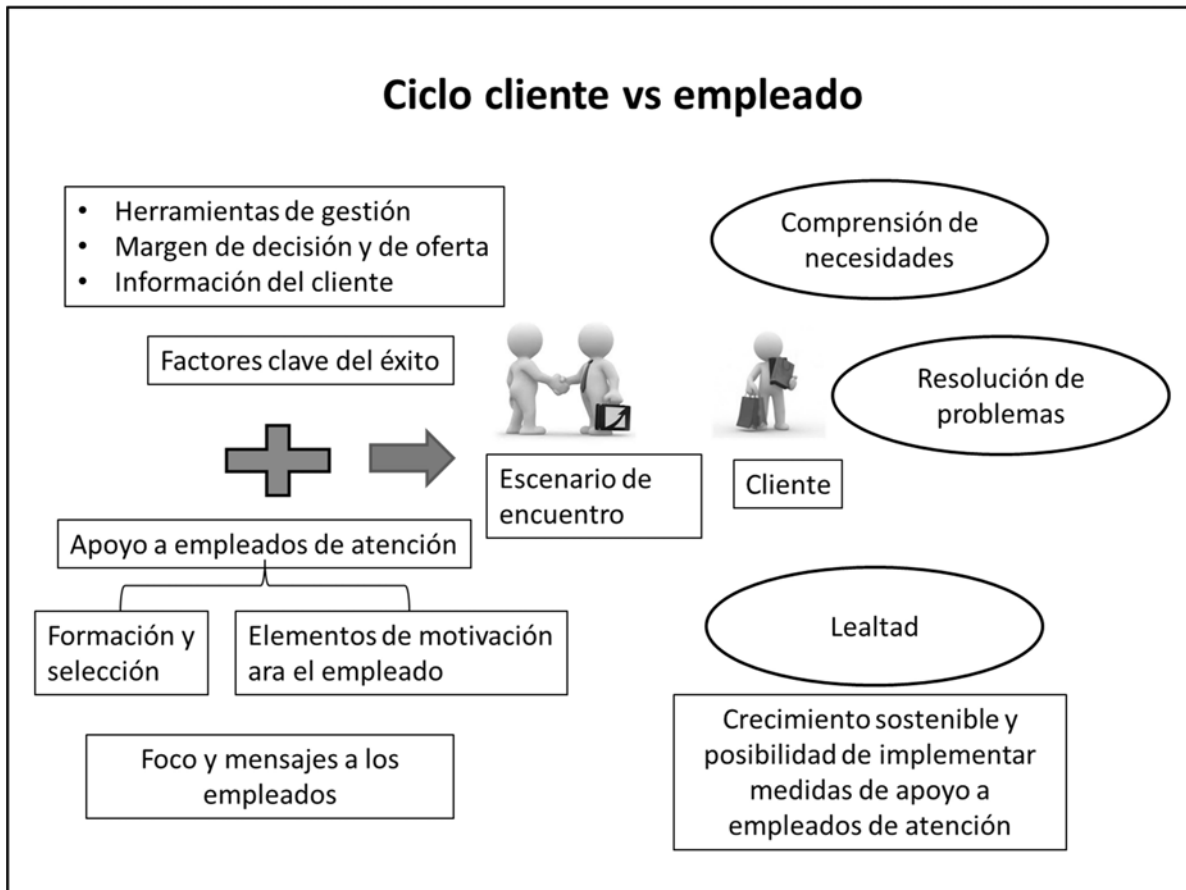 Ciclo cliente vs empleado
• Herramientas de gestión
• Margen de decisión y de oferta
• Información del cliente
Factores clave del éxito
Apoyo a empleados de atención
Formación y
selección
Elementos de motivación
ara el empleado
Foco y mensajes a los
empleados
Escenario de
encuentro
Cliente
Comprensión de
necesidades
Resolución de
problemas
Lealtad
Crecimiento sostenible y
posibilidad de implementar
medidas de apoyo a
empleados de atención